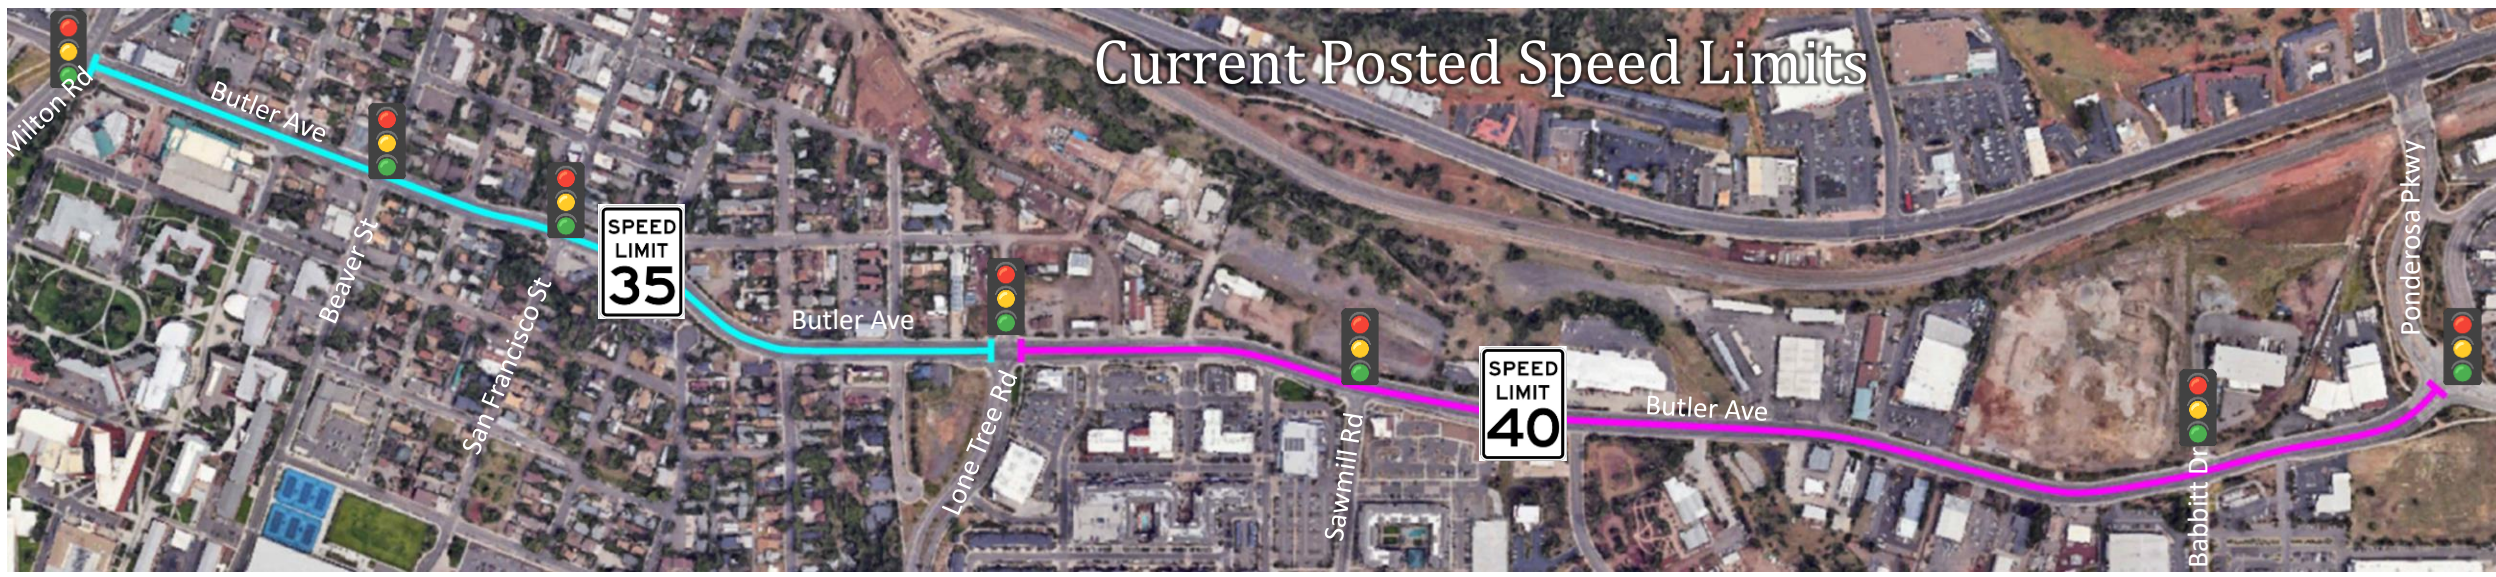 Current Posted Speed Limits
Milton Rd
Butler Ave
Beaver St
San Francisco St
SPEED
LIMIT
35
Butler Ave
Lone Tree Rd
Sawmill Rd
SPEED
LIMIT
40
Butler Ave
Babbitt Dr
Ponderosa Pkwy